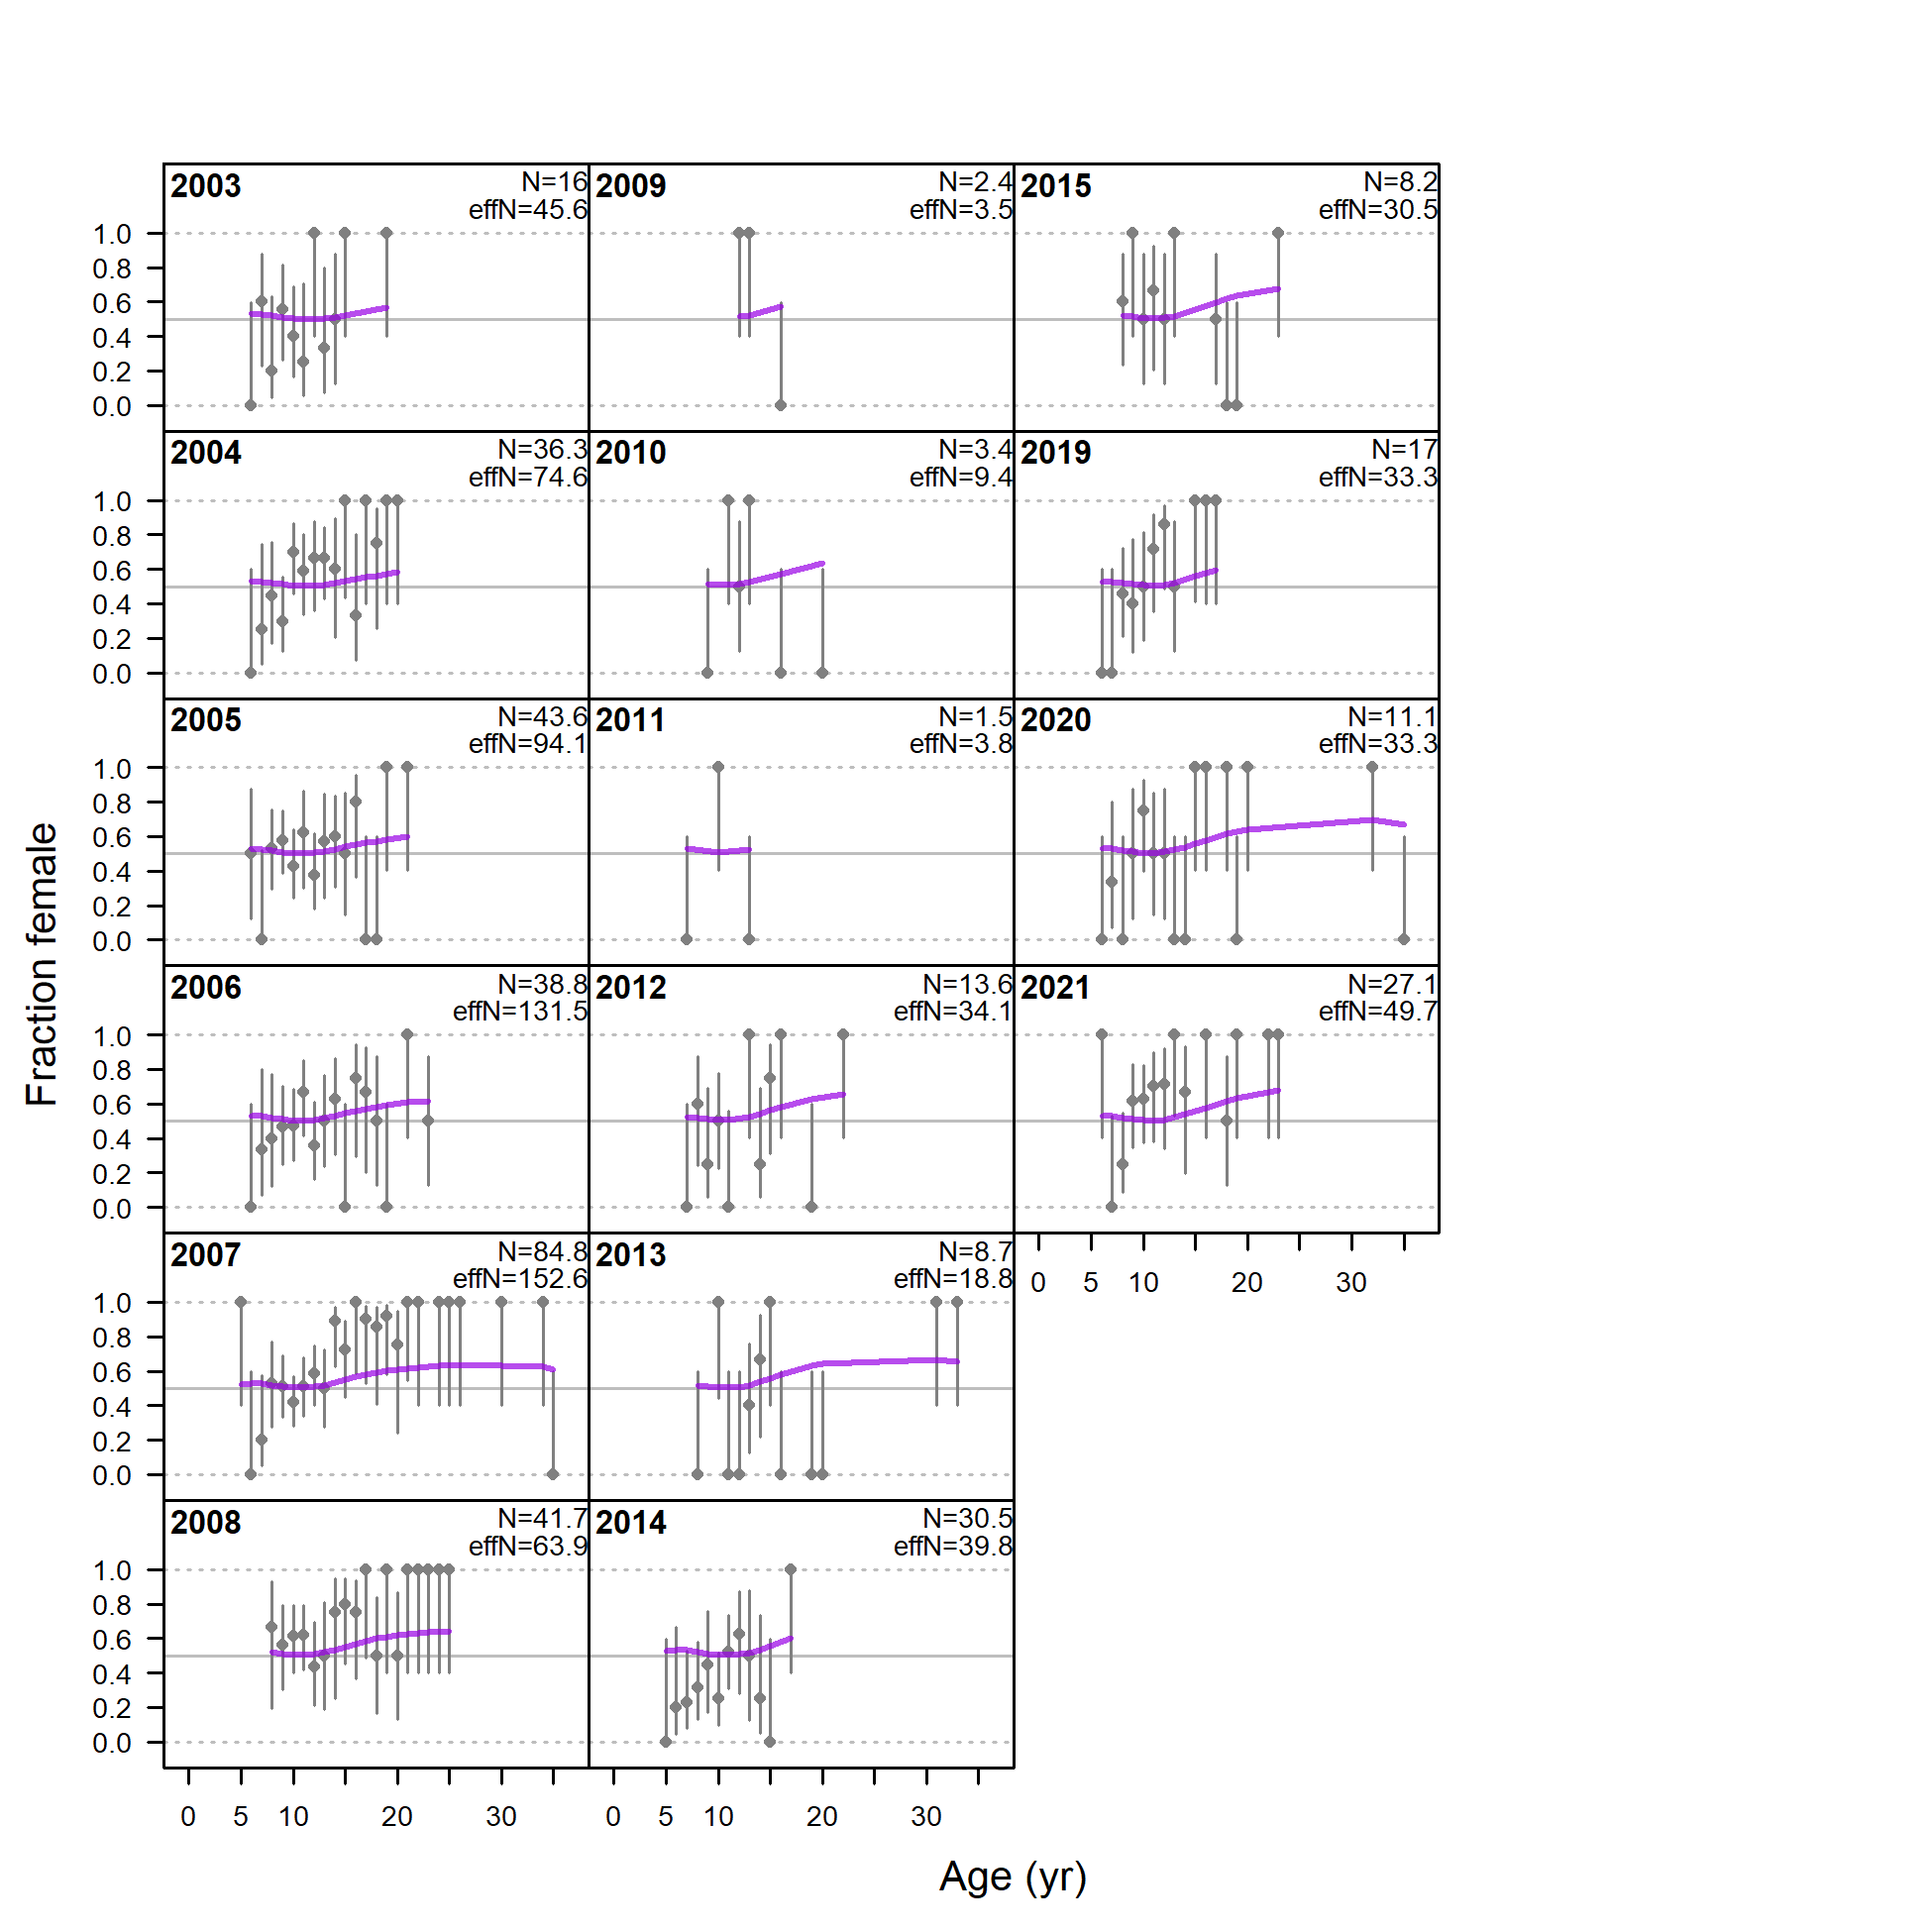 2003 N=16 2009 N=2.4 2015 N=8.2
effN=45.6 effN=3.5 effN=30.5
1.0
0.8
0.6
0.4
0.2
0.0
2004 N=36.3 2010 N=3.4 2019 N=17
effN=74.6 effN=9.4 effN=33.3
1.0
0.8
0.6
0.4
0.2
0.0
2005 N=43.6 2011 N=1.5 2020 N=11.1
effN=94.1 effN=3.8 effN=33.3
1.0
0.8
0.6
0.4
0.2
0.0
Fraction female
2006 N=38.8 2012 N=13.6 2021 N=27.1
effN=131.5 effN=34.1 effN=49.7
1.0
0.8
0.6
0.4
0.2
0.0
2007 N=84.8 2013 N=8.7
effN=152.6 effN=18.8
0 5 10 20 30
1.0
0.8
0.6
0.4
0.2
0.0
2008 N=41.7 2014 N=30.5
effN=63.9 effN=39.8
1.0
0.8
0.6
0.4
0.2
0.0
0 5 10 20 30 0 5 10 20 30
Age (yr)